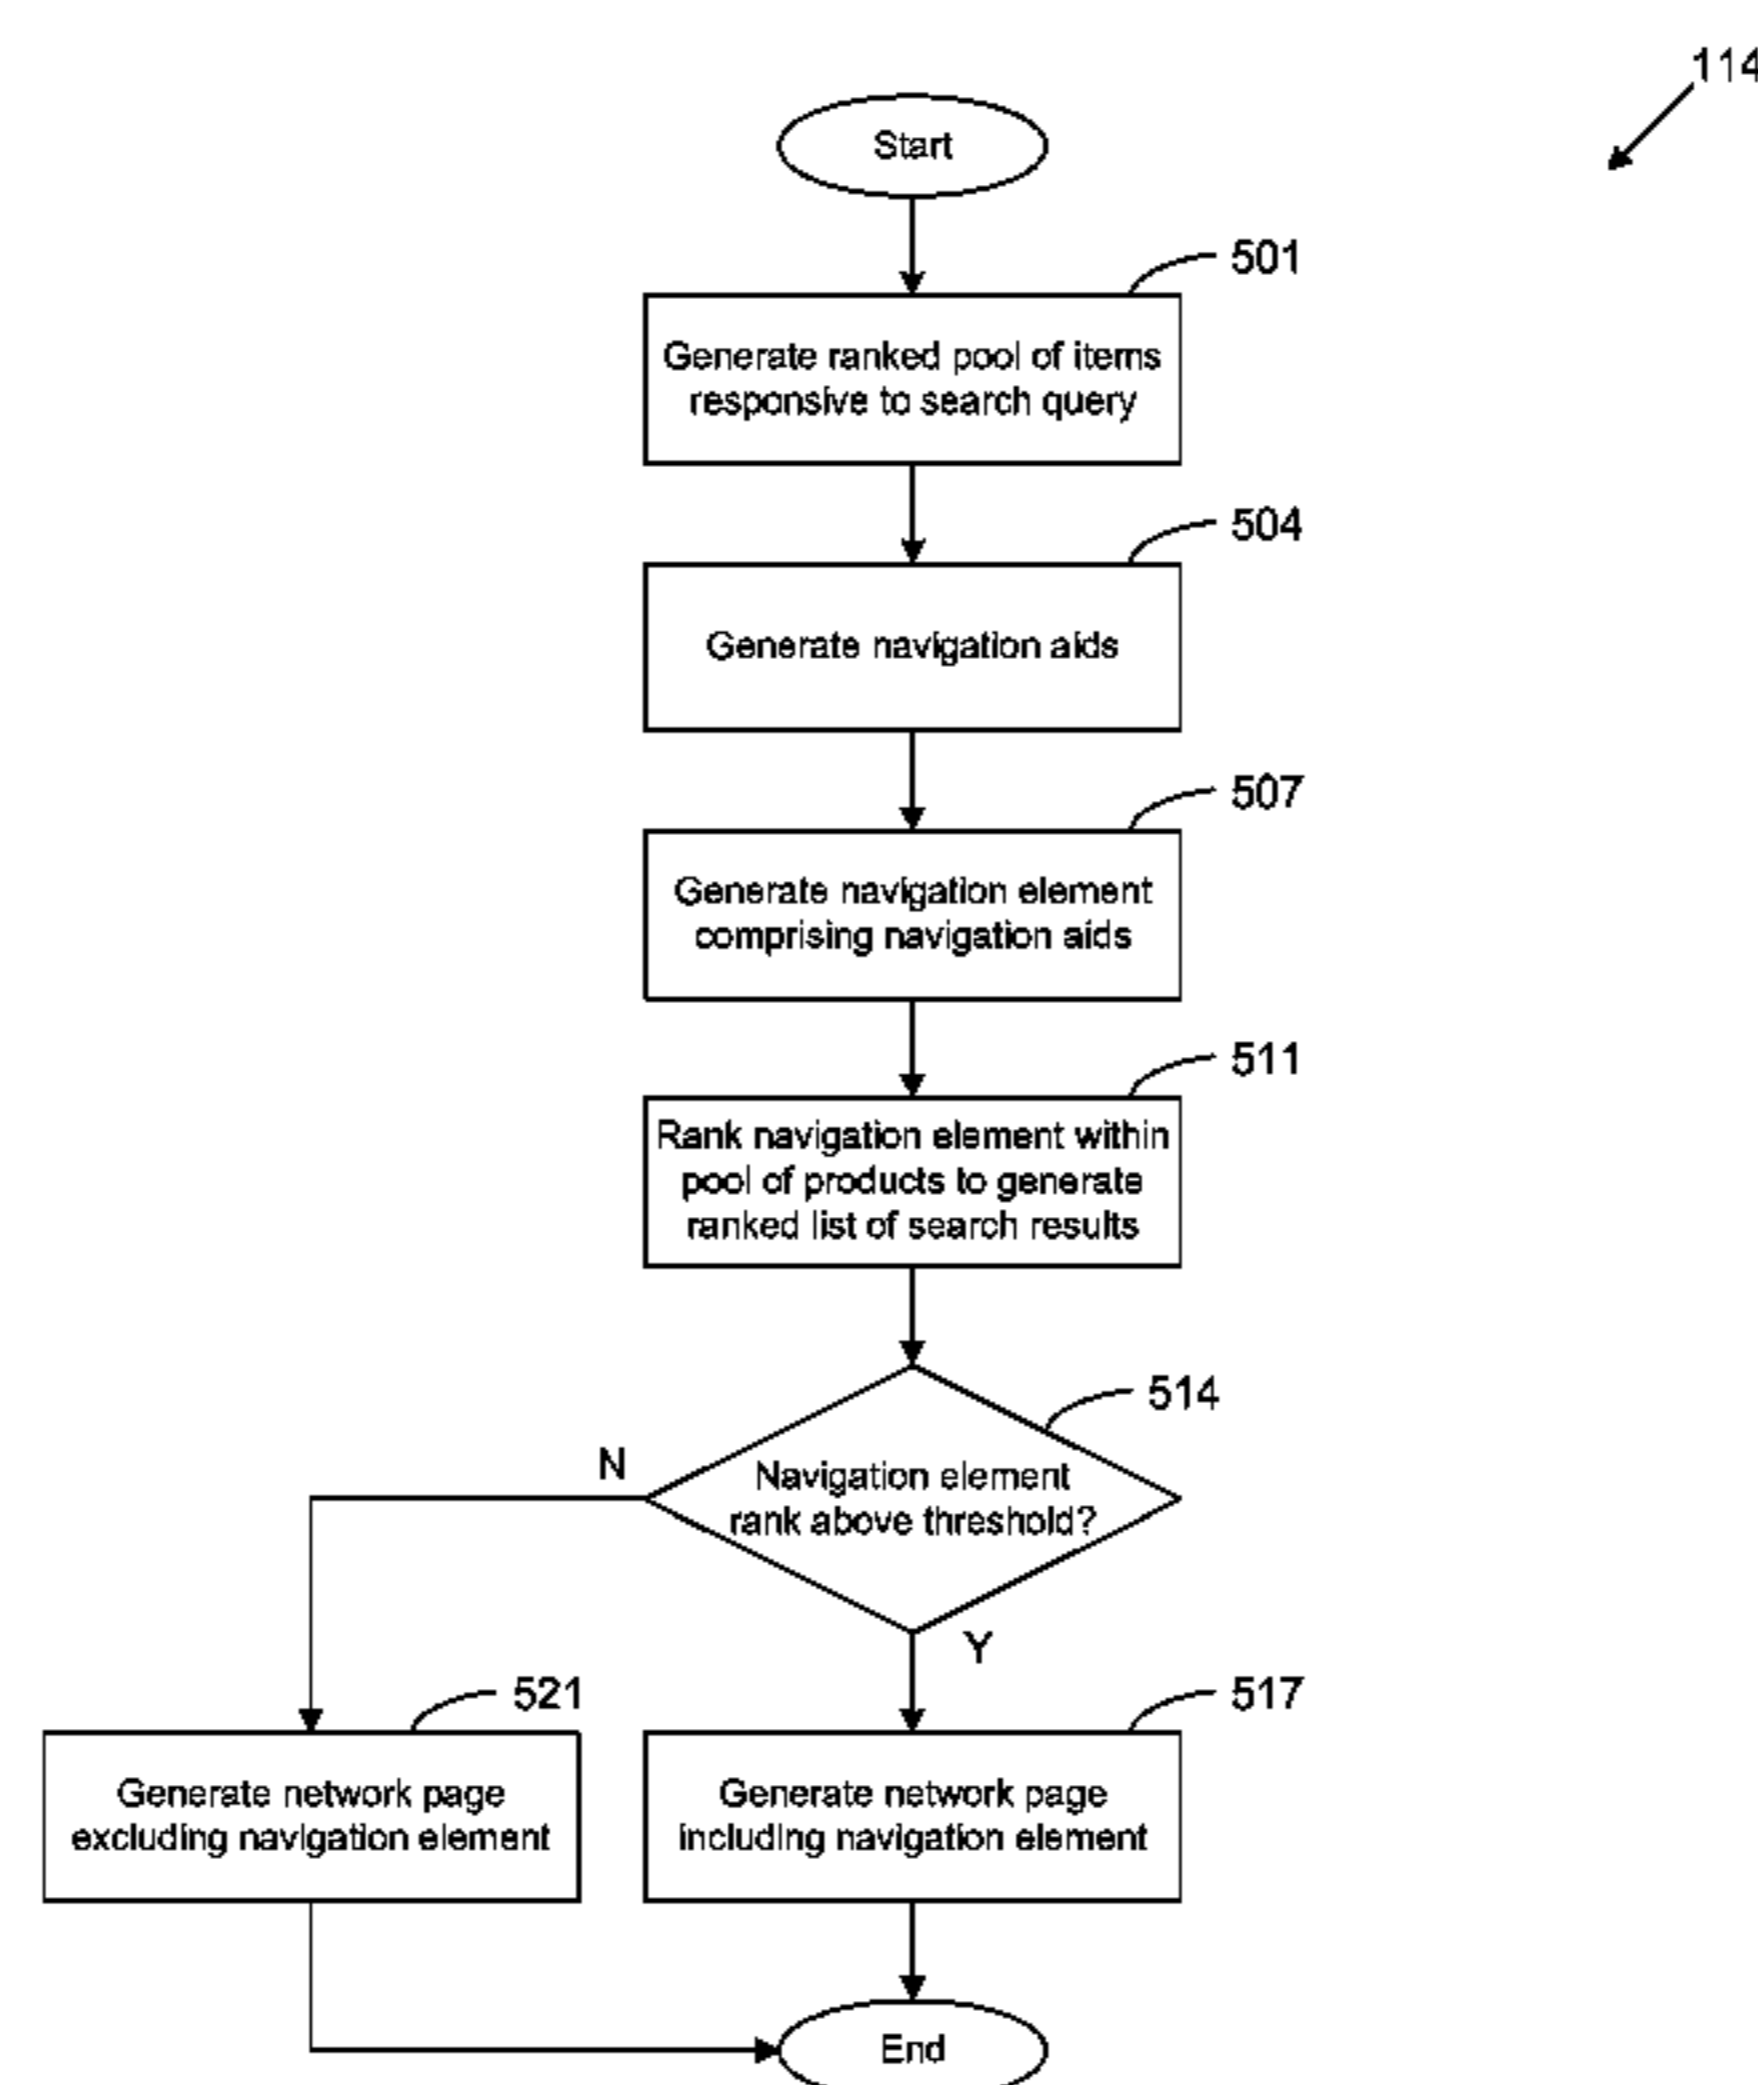 114
Start
501
Generate ranked pool of items
responsive to search query
504
Generate navigation aids
507
Generate navigation element
comprising navigation aids
511
Rank navigation element within
pool of products to generate
ranked list of search results
514
N
Navigation element
rank above threshold?
Y
521
517
Generate network page
excluding navigation element
Generate network page
including navigation element
End